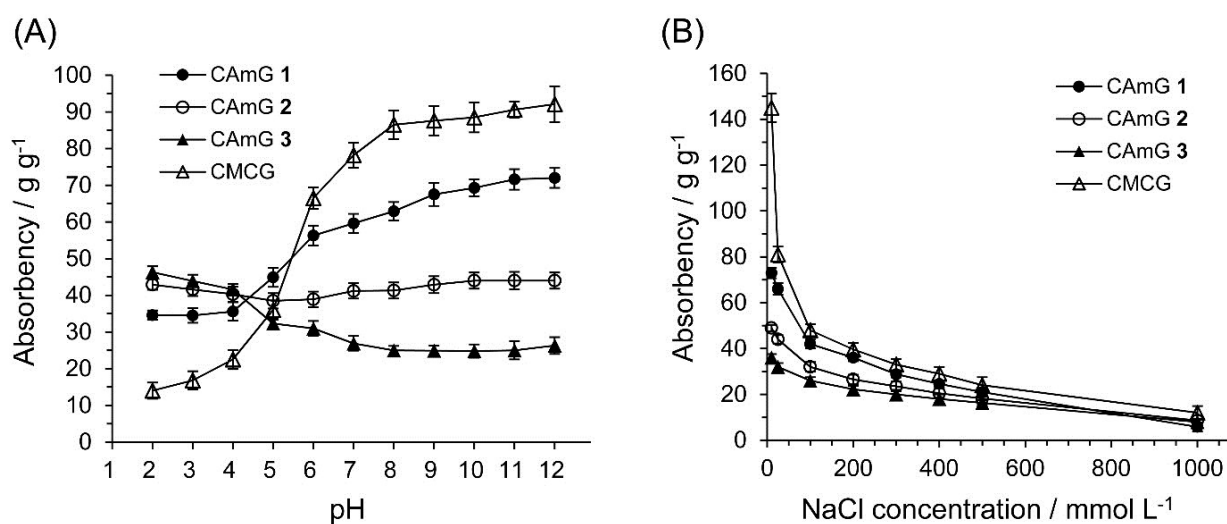 (A)
Absorbency / g g⁻¹
100
90
80
70
60
50
40
30
20
10
0
CAmG 1
CAmG 2
CAmG 3
CMCG
1 2 3 4 5 6 7 8 9 10 11 12
pH
(B)
Absorbency / g g⁻¹
160
140
120
100
80
60
40
20
0
CAmG 1
CAmG 2
CAmG 3
CMCG
0 200 400 600 800 1000
NaCl concentration / mmol L⁻¹